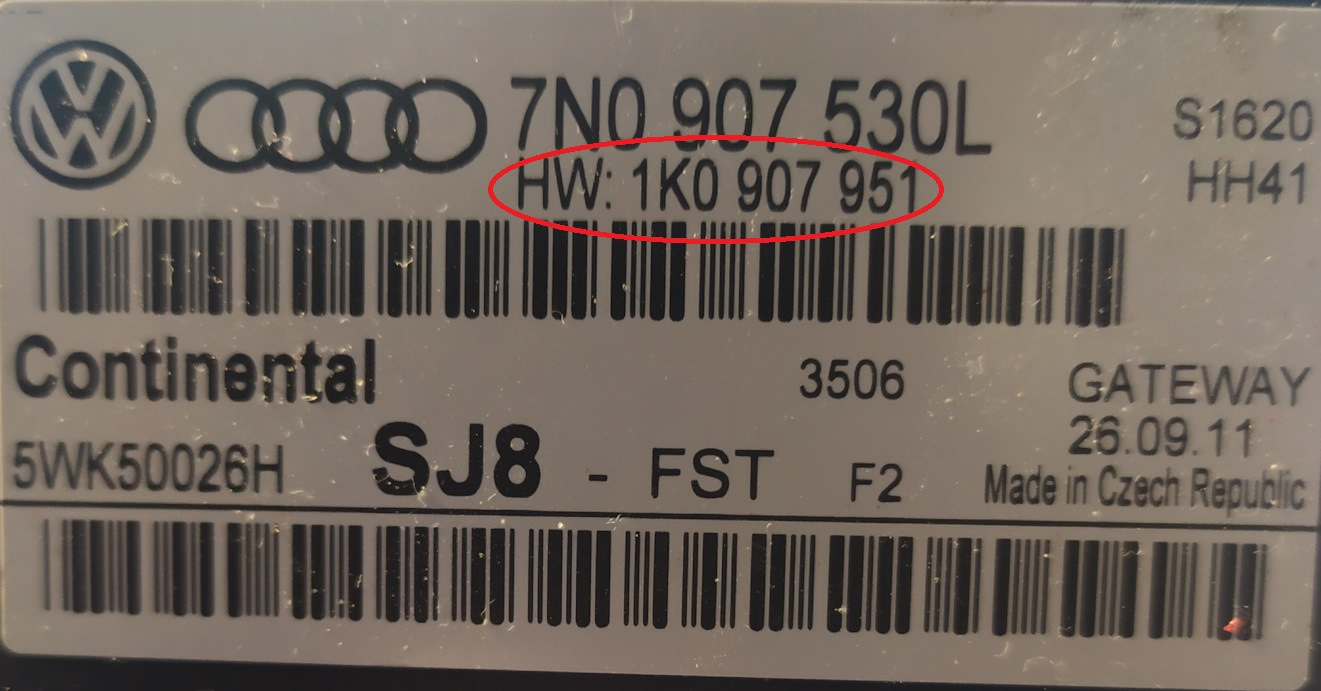 7N0 907 530L
HW: 1K0 907 951
S1620
HH41
Continental
3506
GATEWAY
26.09.11
5WK50026H
SJ8 - FST F2
Made in Czech Republic